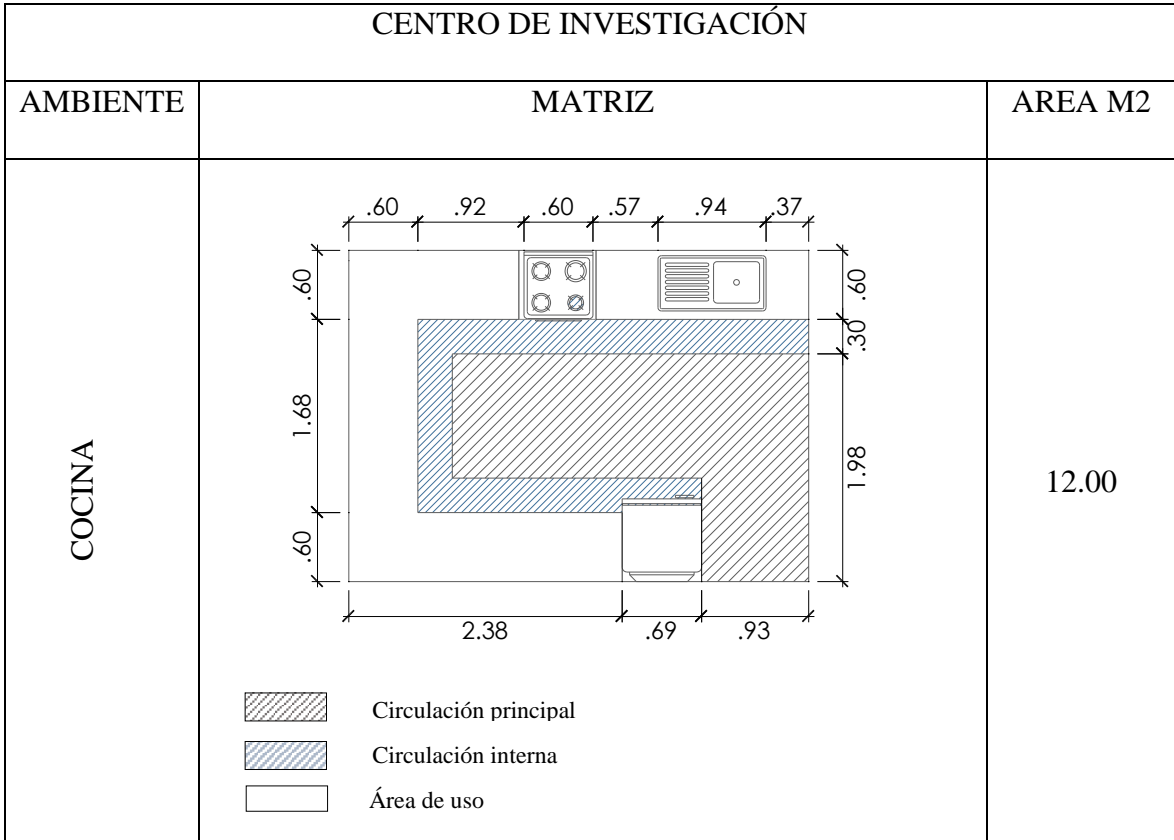 CENTRO DE INVESTIGACIÓN
AMBIENTE MATRIZ AREA M2
.60 .92 .60 .57 .94 .37
.60 .60
.30
1.68
1.98
COCINA 12.00
.60
2.38 .69 .93
Circulación principal
Circulación interna
Área de uso